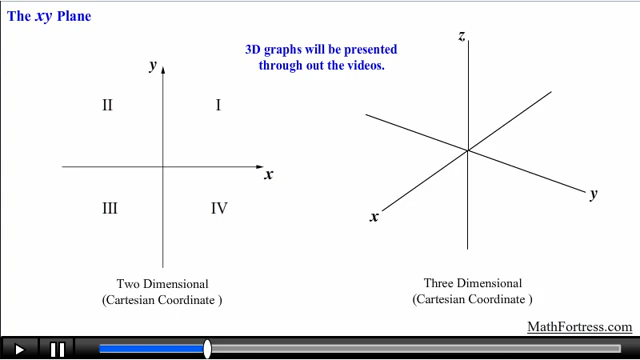 The xy Plane
3D graphs will be presented
through out the videos.
y
II
I
x
III
IV
Two Dimensional
(Cartesian Coordinate )
z
y
x
Three Dimensional
(Cartesian Coordinate )
MathFortress.com